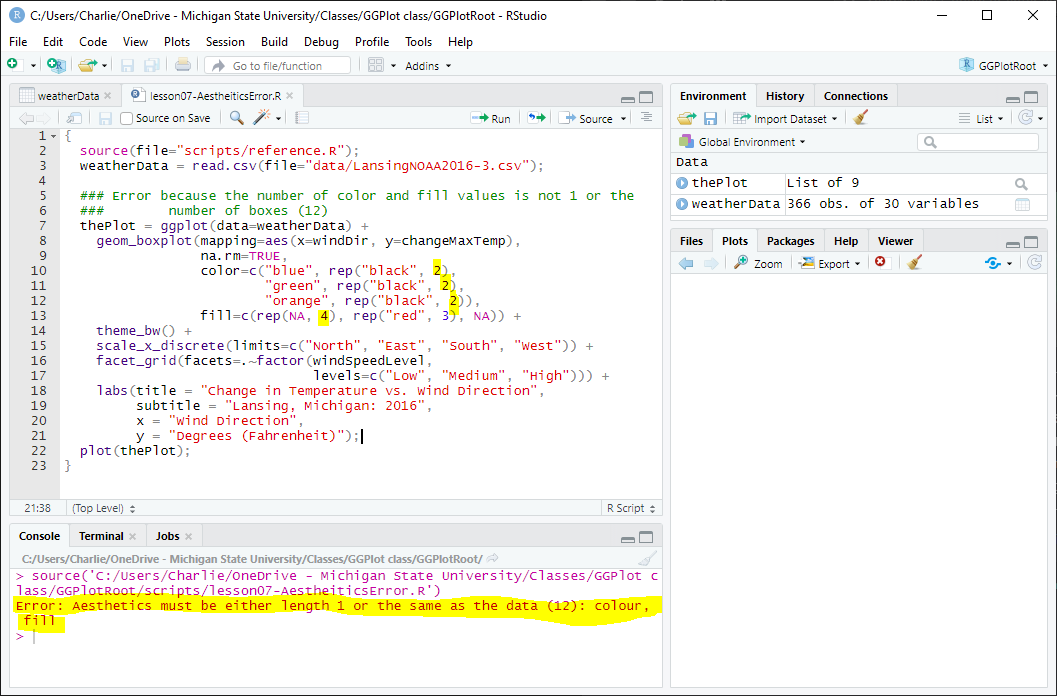 C:/Users/Charlie/OneDrive - Michigan State University/Classes/GGPlot class/GGPlotRoot - RStudio
File Edit Code View Plots Session Build Debug Profile Tools Help
Go to file/function Addins GGPlotRoot
weatherData lesson07-AestheiticsError.R
Source on Save Run Source
1 {
2 source(file="scripts/reference.R");
3 weatherData = read.csv(file="data/LansingNOAA2016-3.csv");
4
5 ### Error because the number of color and fill values is not 1 or the
6 ### number of boxes (12)
7 thePlot = ggplot(data=weatherData) +
8 geom_boxplot(mapping=aes(x=windDir, y=changeMaxTemp),
9 na.rm=TRUE,
10 color=c("blue", rep("black", 2),
11 "green", rep("black", 2),
12 "orange", rep("black", 2)),
13 fill=c(rep(NA, 4), rep("red", 3), NA)) +
14 theme_bw() +
15 scale_x_discrete(limits=c("North", "East", "South", "West")) +
16 facet_grid(facets=.~factor(windSpeedLevel,
17 levels=c("Low", "Medium", "High"))) +
18 labs(title = "Change in Temperature vs. Wind Direction",
19 subtitle = "Lansing, Michigan: 2016",
20 x = "Wind Direction",
21 y = "Degrees (Fahrenheit)");
22 plot(thePlot);
23 }
21:38 (Top Level) R Script
Console Terminal Jobs
C:/Users/Charlie/OneDrive - Michigan State University/Classes/GGPlot class/GGPlotRoot/
> source('C:/Users/Charlie/OneDrive - Michigan State University/Classes/GGPlot c
lass/GGPlotRoot/scripts/lesson07-AestheiticsError.R')
Error: Aesthetics must be either length 1 or the same as the data (12): colour,
fill
>
Environment History Connections
Import Dataset List
Global Environment
Data
thePlot List of 9
weatherData 366 obs. of 30 variables
Files Plots Packages Help Viewer
Zoom Export